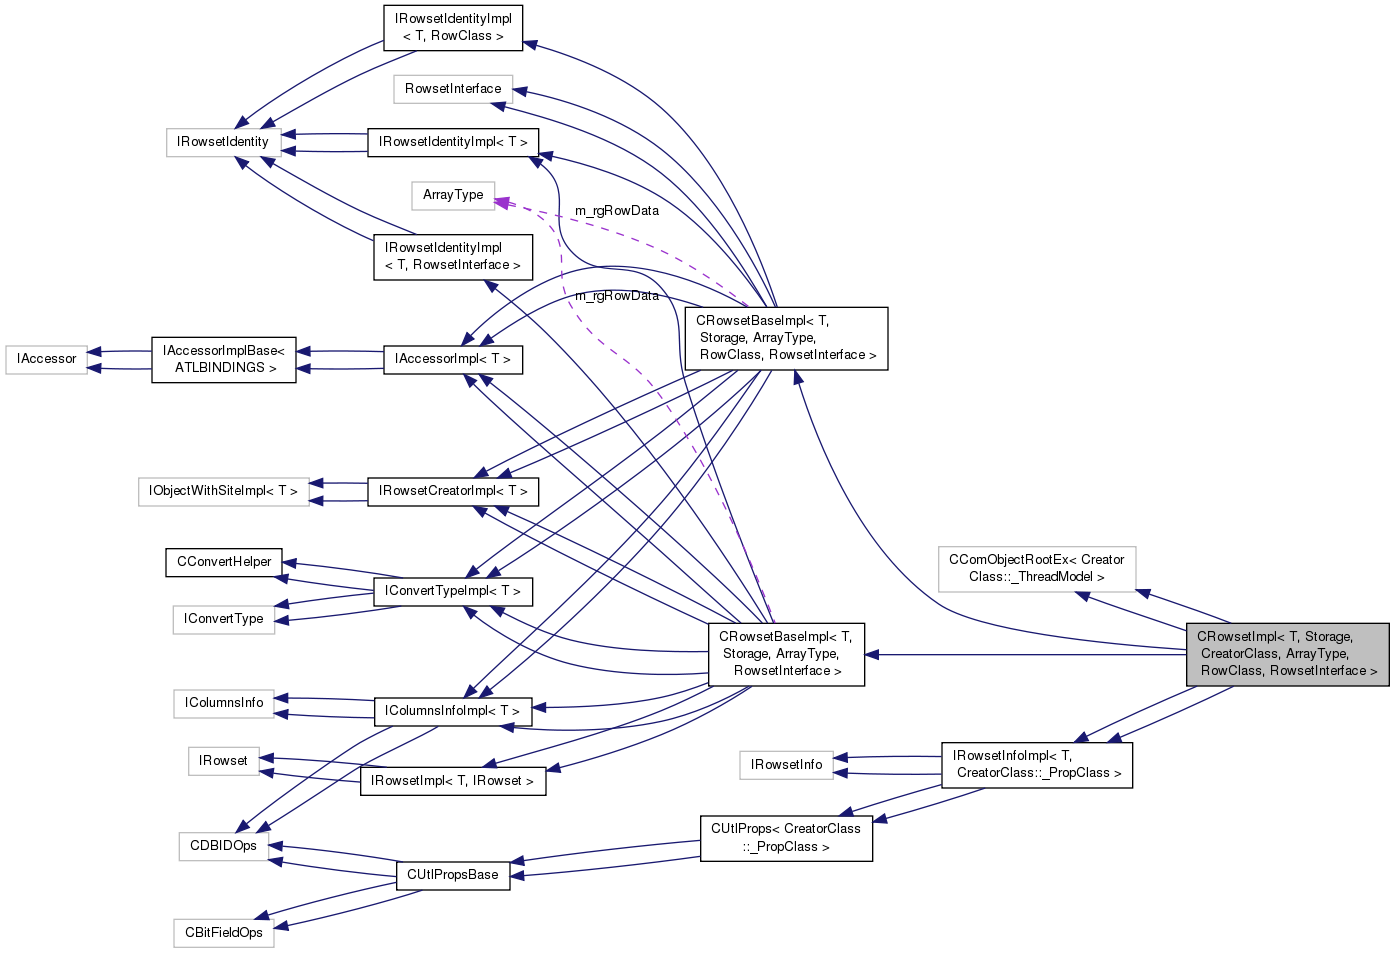 IRowsetIdentityImpl
< T, RowClass >
RowsetInterface
IRowsetIdentity
IRowsetIdentityImpl< T >
ArrayType
m_rgRowData
IRowsetIdentityImpl
< T, RowsetInterface >
m_rgRowData
CRowsetBaseImpl< T,
Storage, ArrayType,
RowClass, RowsetInterface >
IAccessor
IAccessorImplBase<
ATLBINDINGS >
IAccessorImpl< T >
IObjectWithSiteImpl< T >
IRowsetCreatorImpl< T >
CConvertHelper
IConvertType
IConvertTypeImpl< T >
CComObjectRootEx< Creator
Class::_ThreadModel >
CRowsetBaseImpl< T,
Storage, ArrayType,
RowsetInterface >
CRowsetImpl< T, Storage,
CreatorClass, ArrayType,
RowClass, RowsetInterface >
IColumnsInfo
IColumnsInfoImpl< T >
IRowset
IRowsetImpl< T, IRowset >
IRowsetInfo
IRowsetInfoImpl< T,
CreatorClass::_PropClass >
CDBIDOps
CUtlProps< CreatorClass
::_PropClass >
CUtlPropsBase
CBitFieldOps